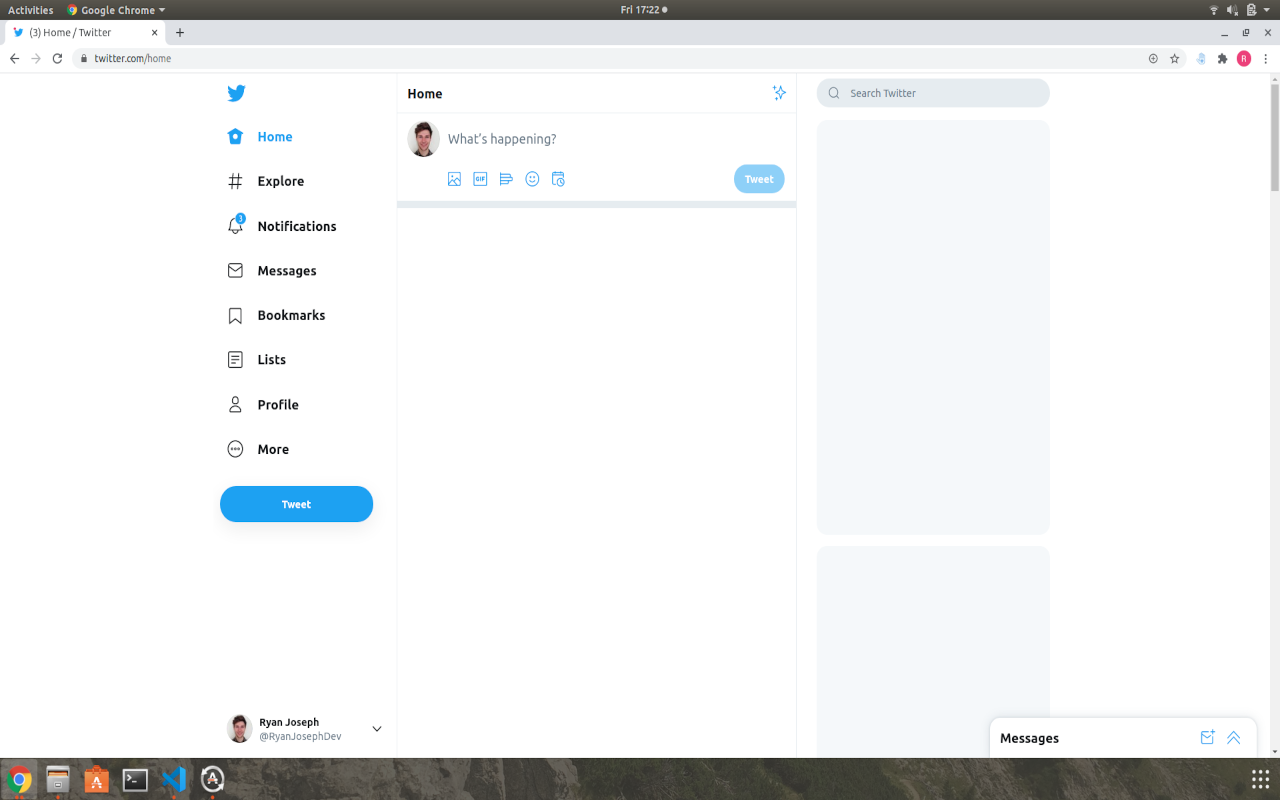 Activities
Google Chrome
Fri 17:22
(3) Home / Twitter
twitter.com/home
R
Home
Explore
3
Notifications
Messages
Bookmarks
Lists
Profile
More
Tweet
Ryan Joseph
@RyanJosephDev
Home
What's happening?
GIF
Tweet
Search Twitter
Messages